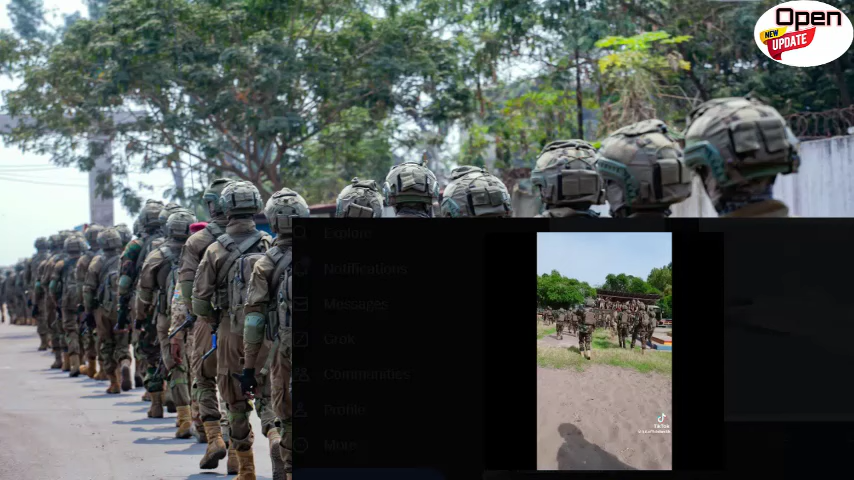 Open
NEW
UPDATE
Explore
Notifications
Messages
Grok
Communities
Profile
More
TikTok